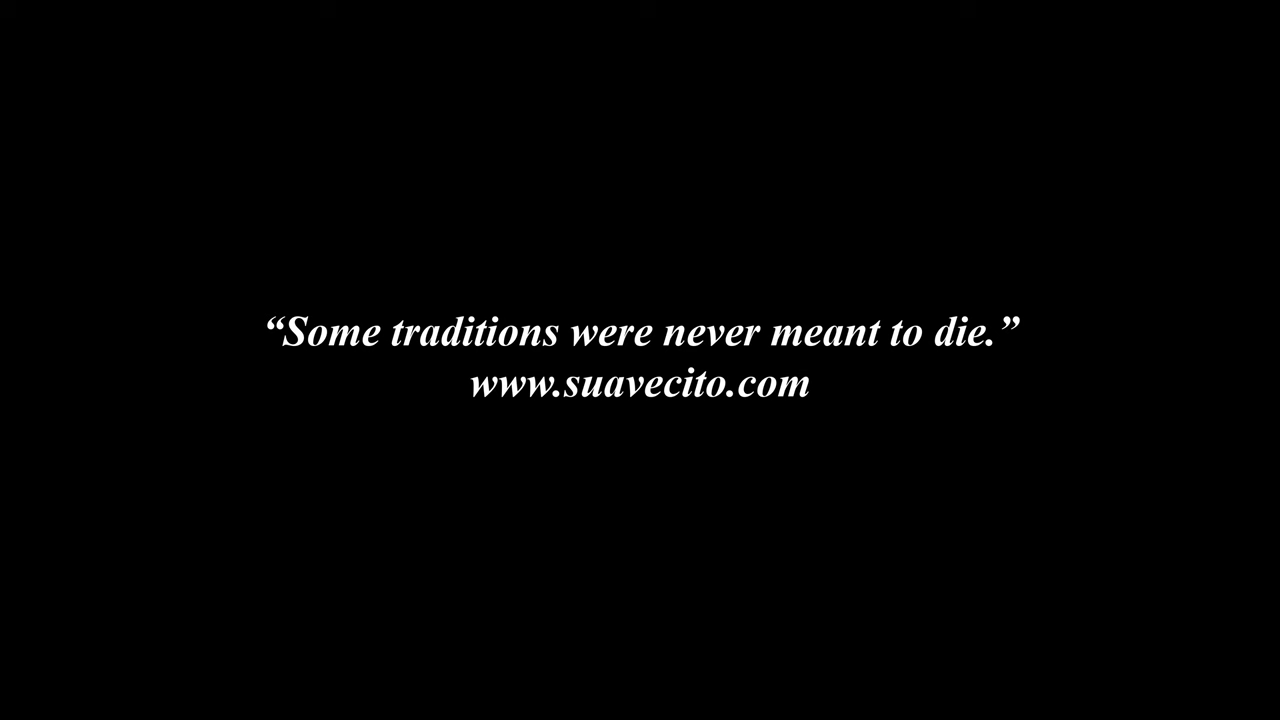 “Some traditions were never meant to die.”
www.suavecito.com